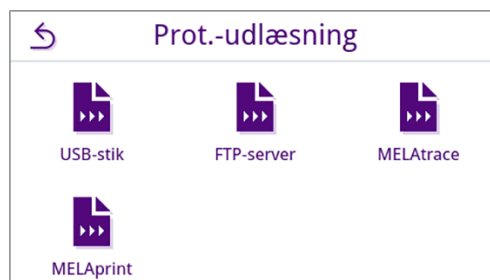 Prot.-udlæsning
USB-stik
FTP-server
MELAtrace
MELAprint